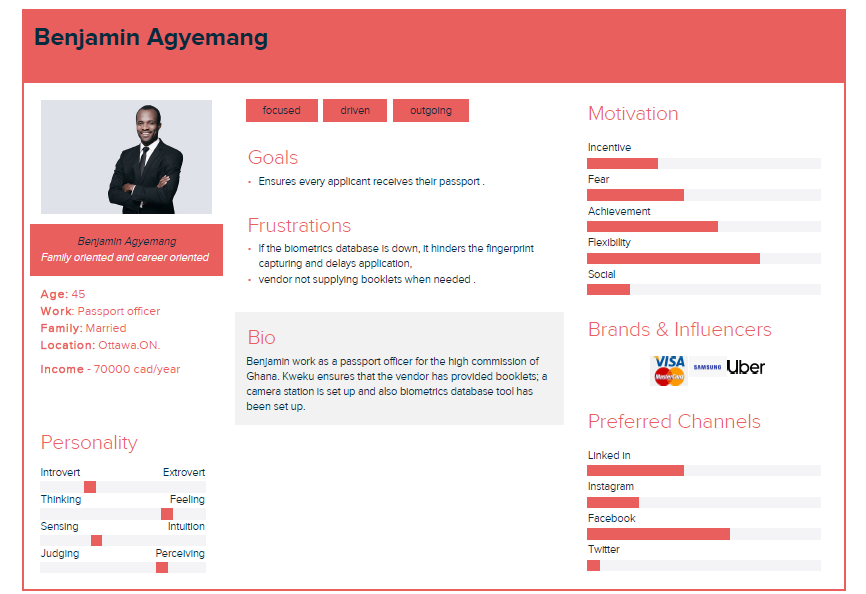 Benjamin Agyemang
Benjamin Agyemang
Family oriented and career oriented
Age: 45
Work: Passport officer
Family: Married
Location: Ottawa.ON.
Income - 70000 cad/year
Personality
Introvert Extrovert
Thinking Feeling
Sensing Intuition
Judging Perceiving
focused driven outgoing
Goals
Ensures every applicant receives their passport .
Frustrations
If the biometrics database is down, it hinders the fingerprint
capturing and delays application,
vendor not supplying booklets when needed .
Bio
Benjamin work as a passport officer for the high commission of
Ghana. Kweku ensures that the vendor has provided booklets; a
camera station is set up and also biometrics database tool has
been set up.
Motivation
Incentive
Fear
Achievement
Flexibility
Social
Brands & Influencers
VISA
MasterCard
SAMSUNG
Uber
Preferred Channels
Linked in
Instagram
Facebook
Twitter